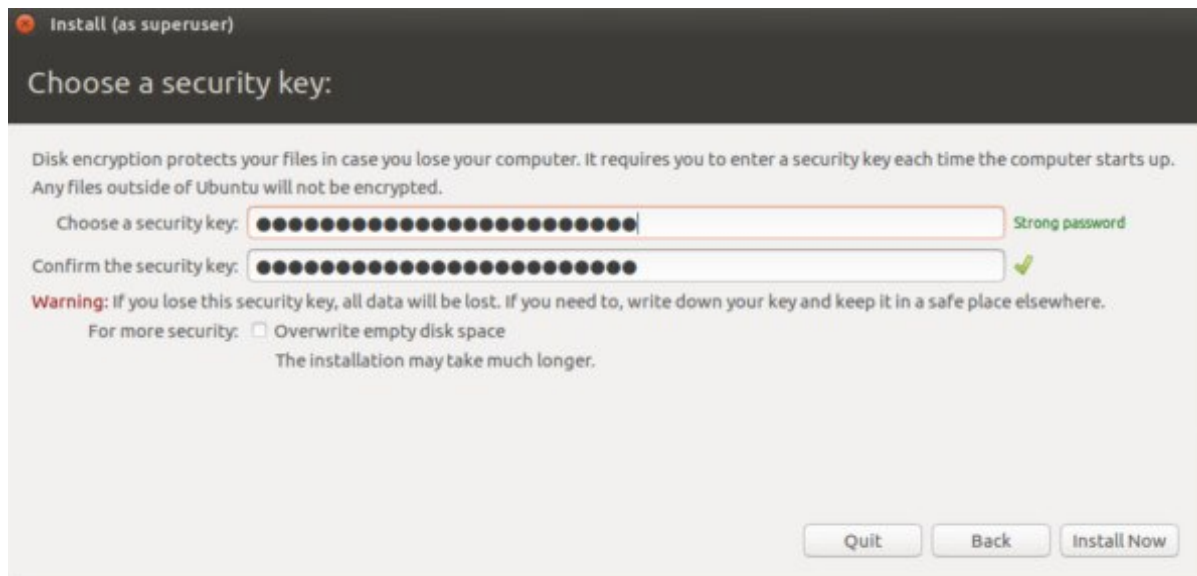 Install (as superuser)
Choose a security key:
Disk encryption protects your files in case you lose your computer. It requires you to enter a security key each time the computer starts up.
Any files outside of Ubuntu will not be encrypted.
Choose a security key: ●●●●●●●●●●●●●●●●●●●●●●●● Strong password
Confirm the security key: ●●●●●●●●●●●●●●●●●●●●●●●●
Warning: If you lose this security key, all data will be lost. If you need to, write down your key and keep it in a safe place elsewhere.
For more security: Overwrite empty disk space
The installation may take much longer.
Quit Back Install Now